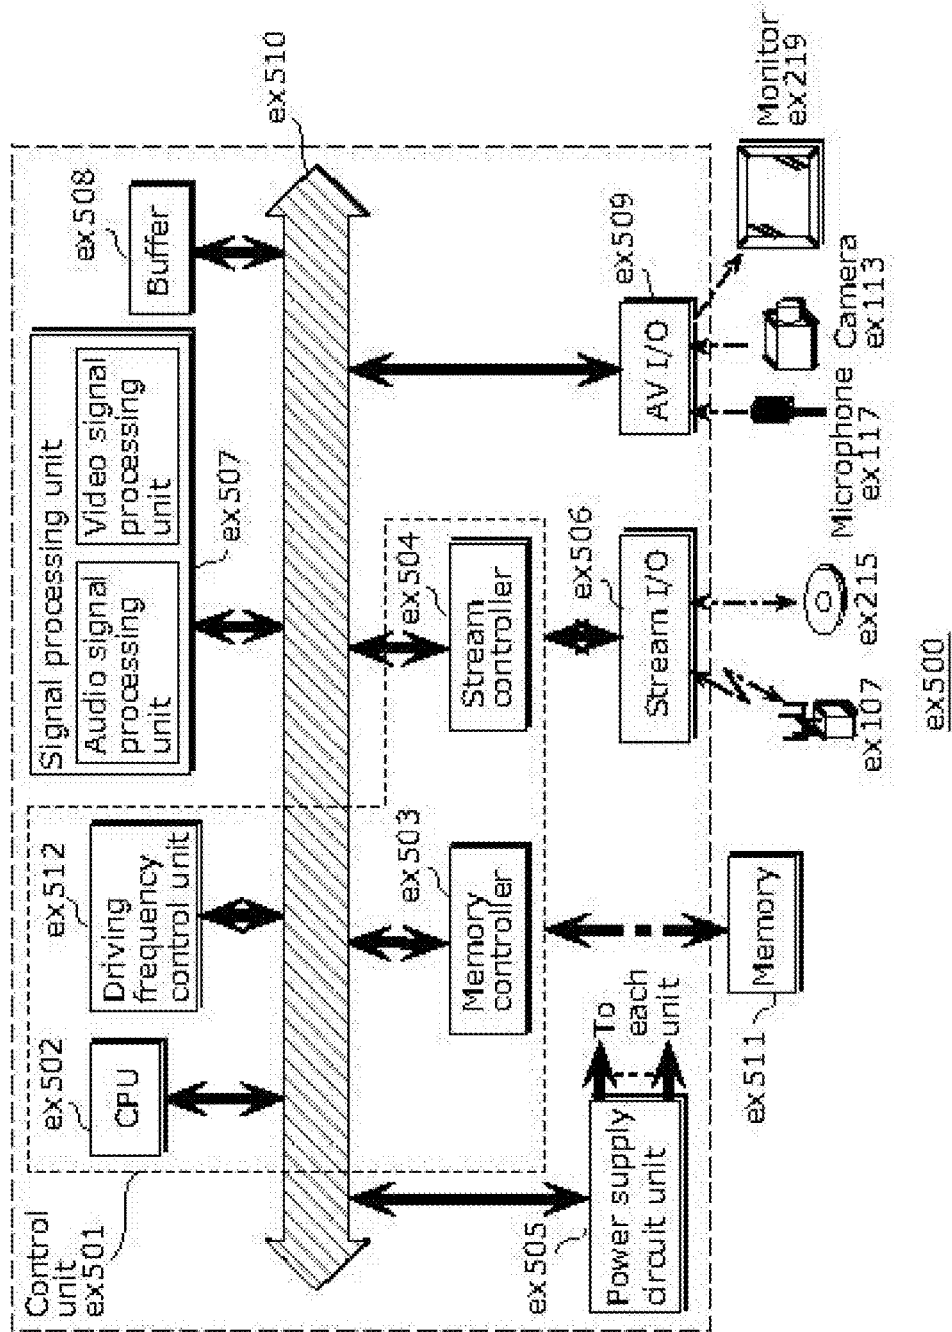 Control
unit
ex501
ex502
CPU
ex512
Driving
frequency
control unit
Signal processing unit
Audio signal
processing
unit
Video signal
processing
unit
ex507
ex508
Buffer
ex510
ex503
Memory
controller
ex504
Stream
controller
ex505
Power supply
circuit unit
To
each
unit
ex506
Stream I/O
ex509
AV I/O
ex511
Memory
ex107
ex215
Microphone
ex117
Camera
ex113
Monitor
ex219
ex500